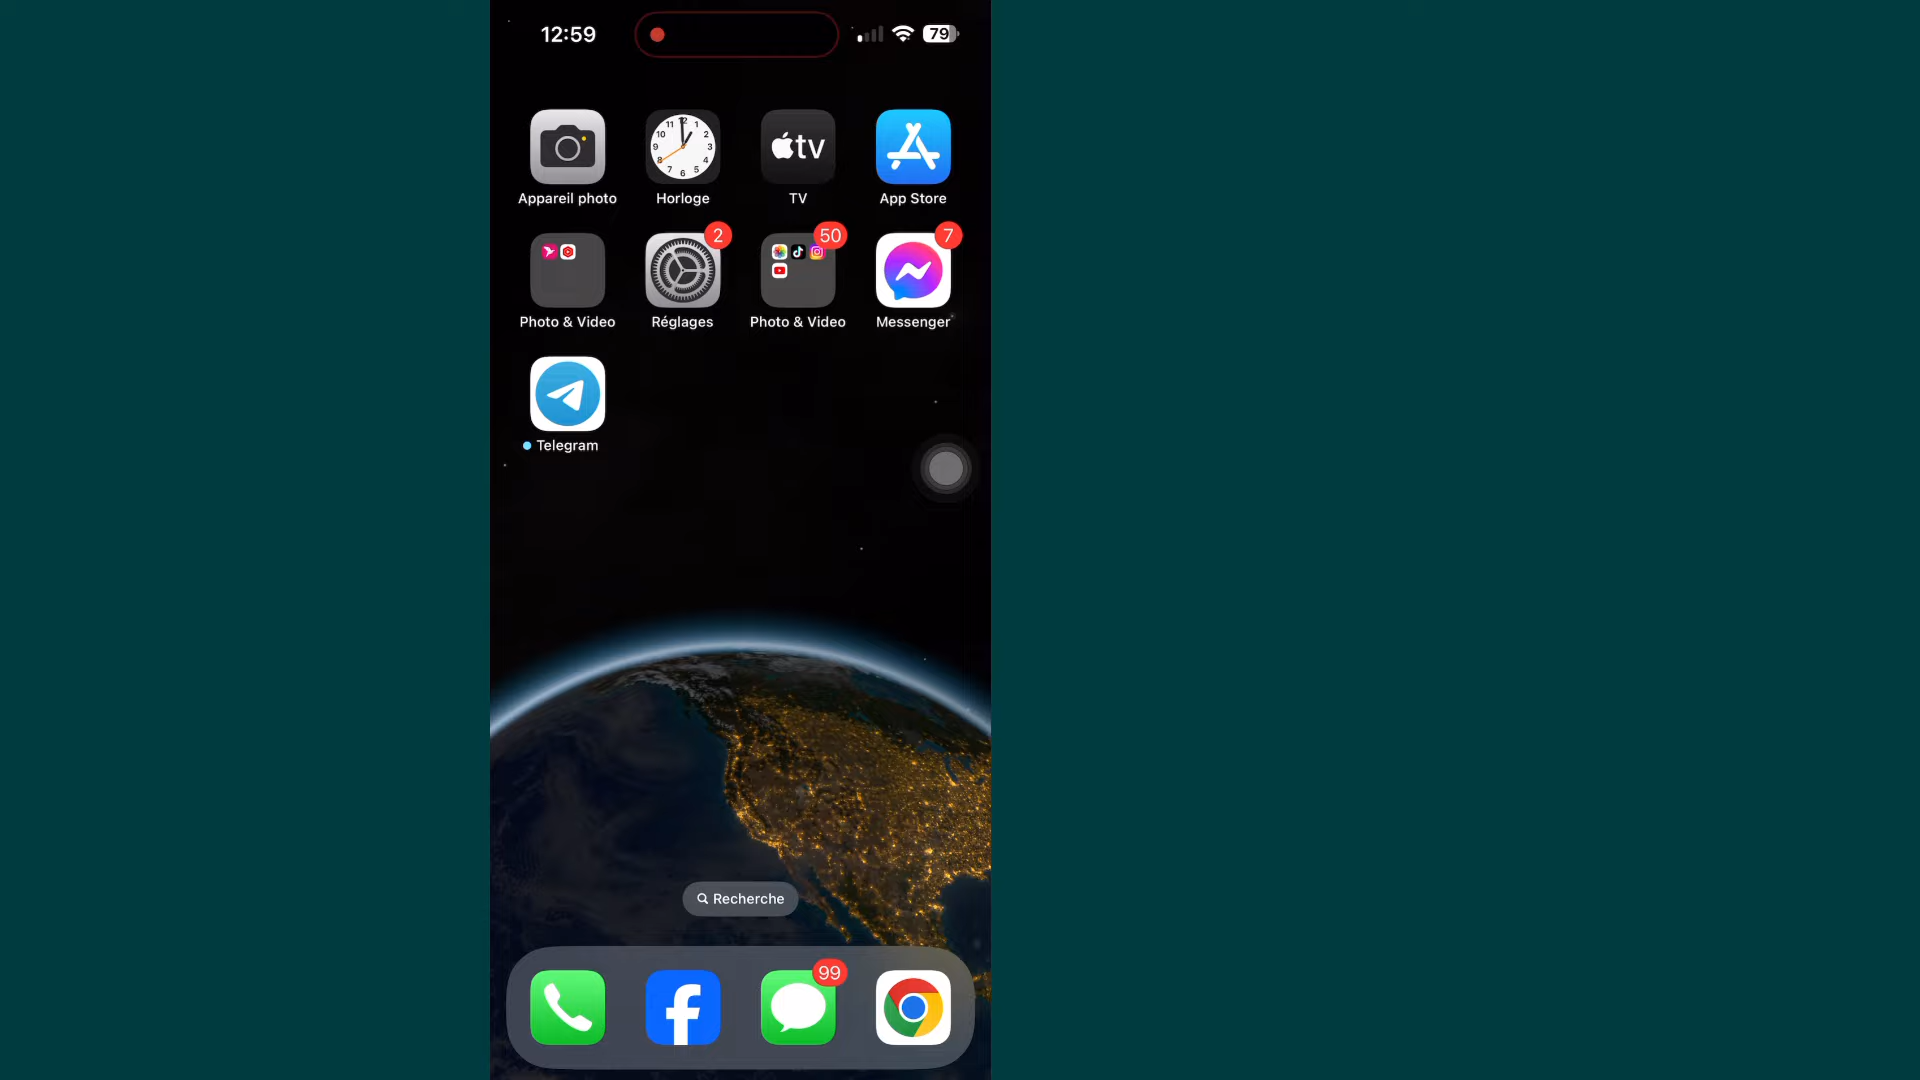 12:59
79
tv
Appareil photo
Horloge
TV
App Store
2
50
7
Photo & Video
Réglages
Photo & Video
Messenger
Telegram
Recherche
99